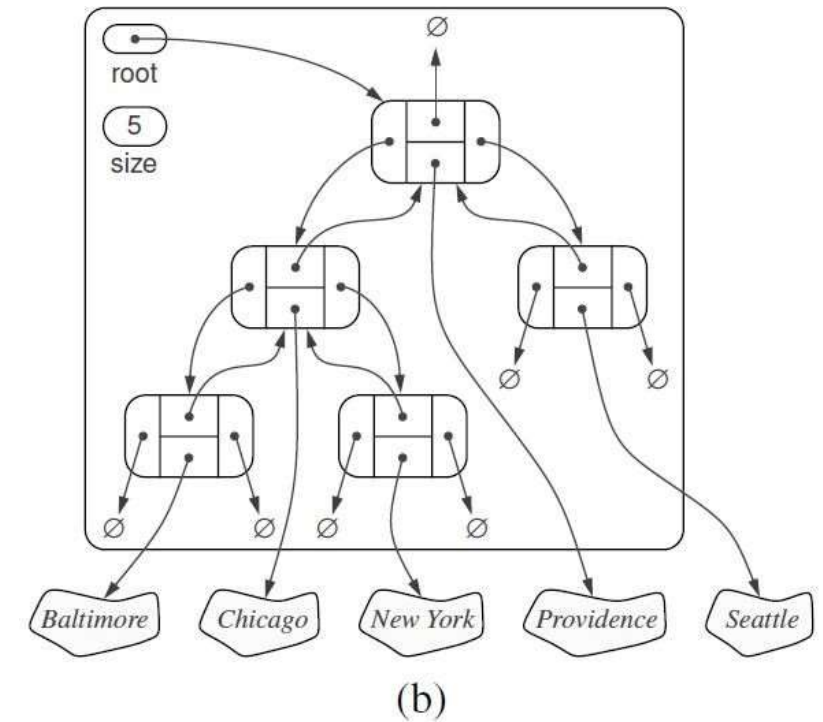 ∅
root
5
size
∅ ∅
∅ ∅ ∅ ∅
Baltimore Chicago New York Providence Seattle
(b)